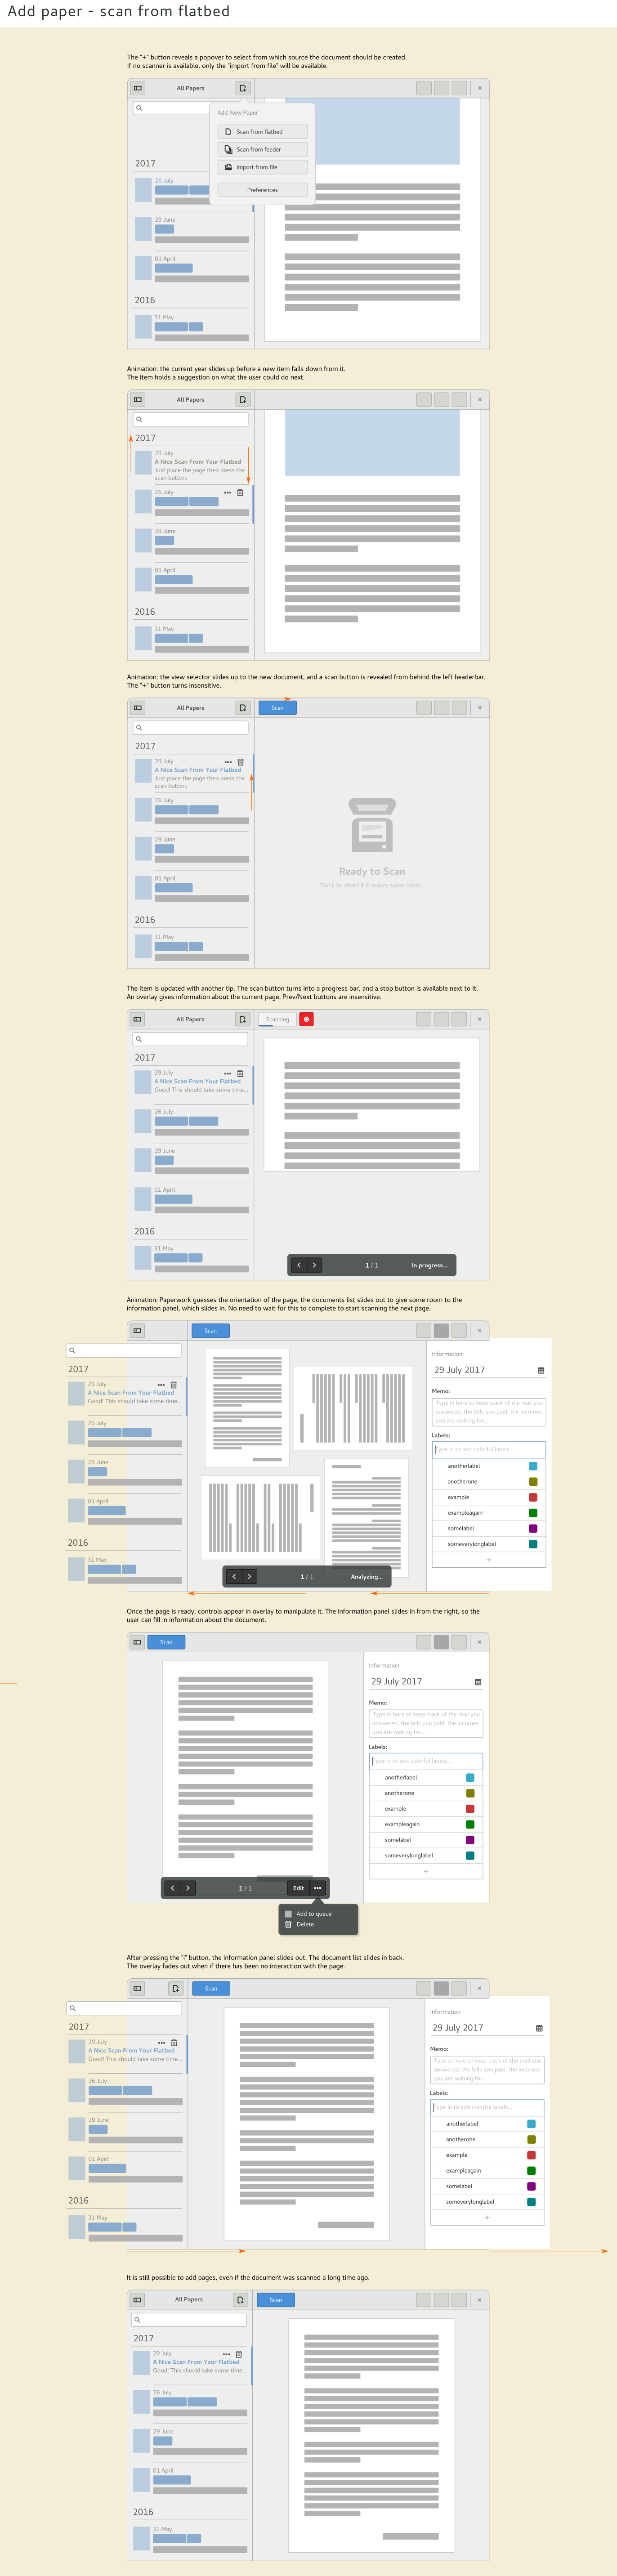 Add paper - scan from flatbed
The "+" button reveals a popover to select from which source the document should be created.
If no scanner is available, only the "import from file" will be available.
All Papers
Add New Paper
Scan from flatbed
Scan from feeder
Import from file
Preferences
2017
26 July
29 June
01 April
2016
31 May
Animation: the current year slides up before a new item falls down from it.
The item holds a suggestion on what the user could do next.
All Papers
2017
29 July
A Nice Scan From Your Flatbed
Just place the page then press the
scan button.
26 July
29 June
01 April
2016
31 May
Animation: the view selector slides up to the new document, and a scan button is revealed from behind the left headerbar.
The "+" button turns insensitive.
All Papers
Scan
2017
29 July
A Nice Scan From Your Flatbed
Just place the page then press the
scan button.
26 July
29 June
01 April
2016
31 May
Ready to Scan
Don't be afraid if it makes some noise...
The item is updated with another tip. The scan button turns into a progress bar, and a stop button is available next to it.
An overlay gives information about the current page. Prev/Next buttons are insensitive.
All Papers
Scanning
2017
29 July
A Nice Scan From Your Flatbed
Good! This should take some time...
26 July
29 June
01 April
2016
31 May
1 / 1
In progress...
Animation: Paperwork guesses the orientation of the page, the documents list slides out to give some room to the
information panel, which slides in. No need to wait for this to complete to start scanning the next page.
Scan
2017
29 July
A Nice Scan From Your Flatbed
Good! This should take some time...
26 July
29 June
01 April
2016
31 May
1 / 1
Analyzing...
Information
29 July 2017
Memo:
Type in here to keep track of the mail you
answered, the bills you paid, the incomes
you are waiting for...
Labels:
Type in to add colorful labels...
anotherlabel
anotherone
example
exampleagain
somelabel
someverylonglabel
+
Once the page is ready, controls appear in overlay to manipulate it. The information panel slides in from the right, so the
user can fill in information about the document.
Scan
1 / 1
Edit
Add to queue
Delete
Information
29 July 2017
Memo:
Type in here to keep track of the mail you
answered, the bills you paid, the incomes
you are waiting for...
Labels:
Type in to add colorful labels...
anotherlabel
anotherone
example
exampleagain
somelabel
someverylonglabel
+
After pressing the "i" button, the information panel slides out. The document list slides in back.
The overlay fades out when if there has been no interaction with the page.
Scan
2017
29 July
A Nice Scan From Your Flatbed
Good! This should take some time...
26 July
29 June
01 April
2016
31 May
Information
29 July 2017
Memo:
Type in here to keep track of the mail you
answered, the bills you paid, the incomes
you are waiting for...
Labels:
Type in to add colorful labels...
anotherlabel
anotherone
example
exampleagain
somelabel
someverylonglabel
+
It is still possible to add pages, even if the document was scanned a long time ago.
All Papers
Scan
2017
29 July
A Nice Scan From Your Flatbed
Good! This should take some time...
26 July
29 June
01 April
2016
31 May